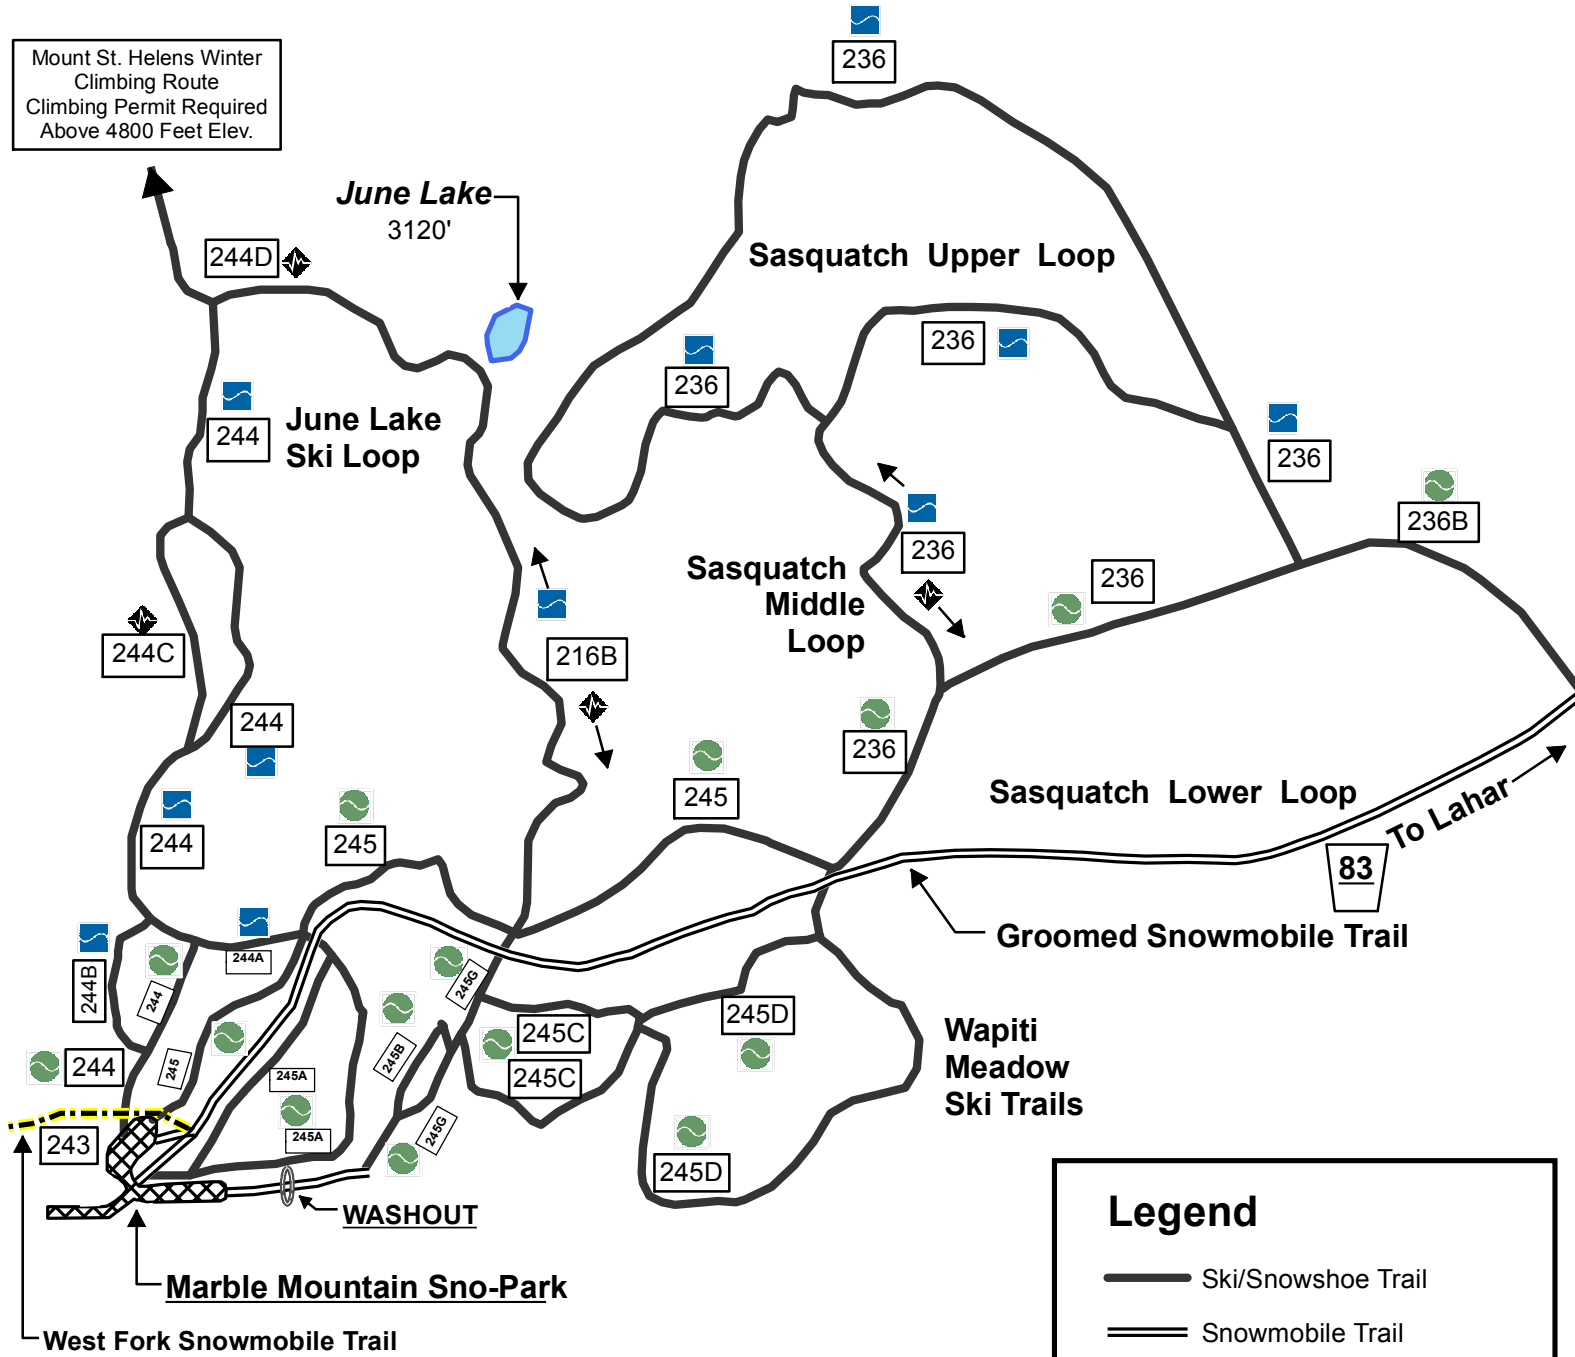 236
Mount St. Helens Winter
Climbing Route
Climbing Permit Required
Above 4800 Feet Elev.
June Lake
3120'
244D
Sasquatch Upper Loop
236
236
244
June Lake
Ski Loop
236
236B
236
Sasquatch
Middle
Loop
236
244C
216B
244
236
245
Sasquatch Lower Loop
244
245
To Lahar
83
Groomed Snowmobile Trail
244A
244B
244
245G
245C
245D
Wapiti
Meadow
Ski Trails
244
245
245A
245B
245C
245A
245G
243
245D
WASHOUT
Marble Mountain Sno-Park
West Fork Snowmobile Trail
Legend
Ski/Snowshoe Trail
Snowmobile Trail